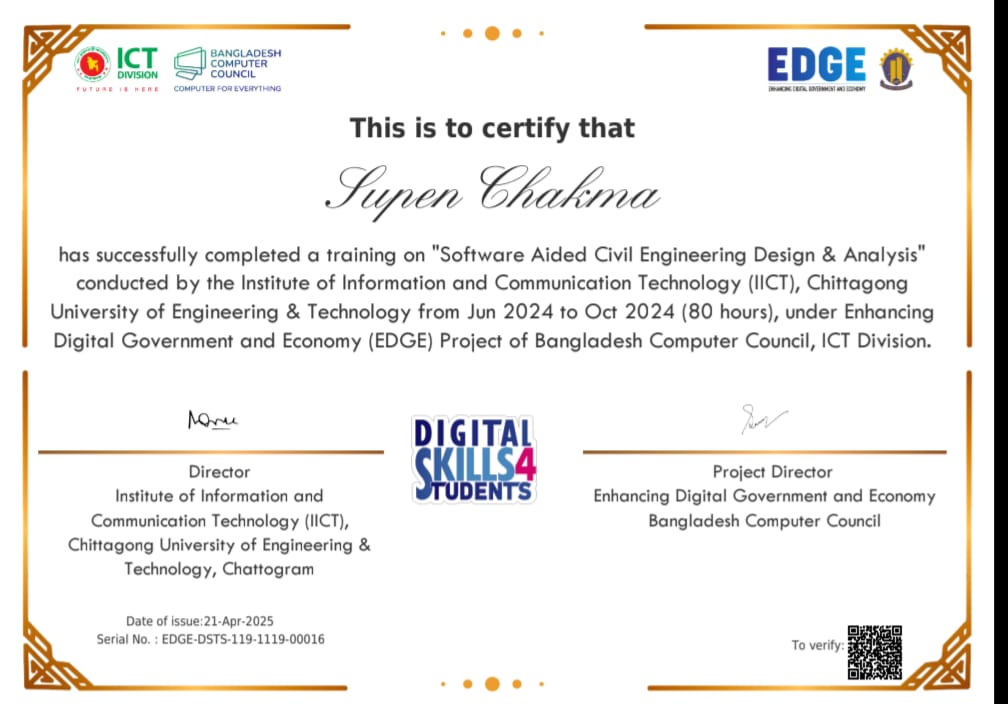 ICT
DIVISION
FUTURE IS HERE
BANGLADESH
COMPUTER
COUNCIL
COMPUTER FOR EVERYTHING
EDGE
ENHANCING DIGITAL GOVERNMENT AND ECONOMY
This is to certify that
Supen Chakma
has successfully completed a training on "Software Aided Civil Engineering Design & Analysis"
conducted by the Institute of Information and Communication Technology (IICT), Chittagong
University of Engineering & Technology from Jun 2024 to Oct 2024 (80 hours), under Enhancing
Digital Government and Economy (EDGE) Project of Bangladesh Computer Council, ICT Division.
Director
Institute of Information and
Communication Technology (IICT),
Chittagong University of Engineering &
Technology, Chattogram
DIGITAL
SKILLS4
STUDENTS
Project Director
Enhancing Digital Government and Economy
Bangladesh Computer Council
Date of issue:21-Apr-2025
Serial No. : EDGE-DSTS-119-1119-00016
To verify: